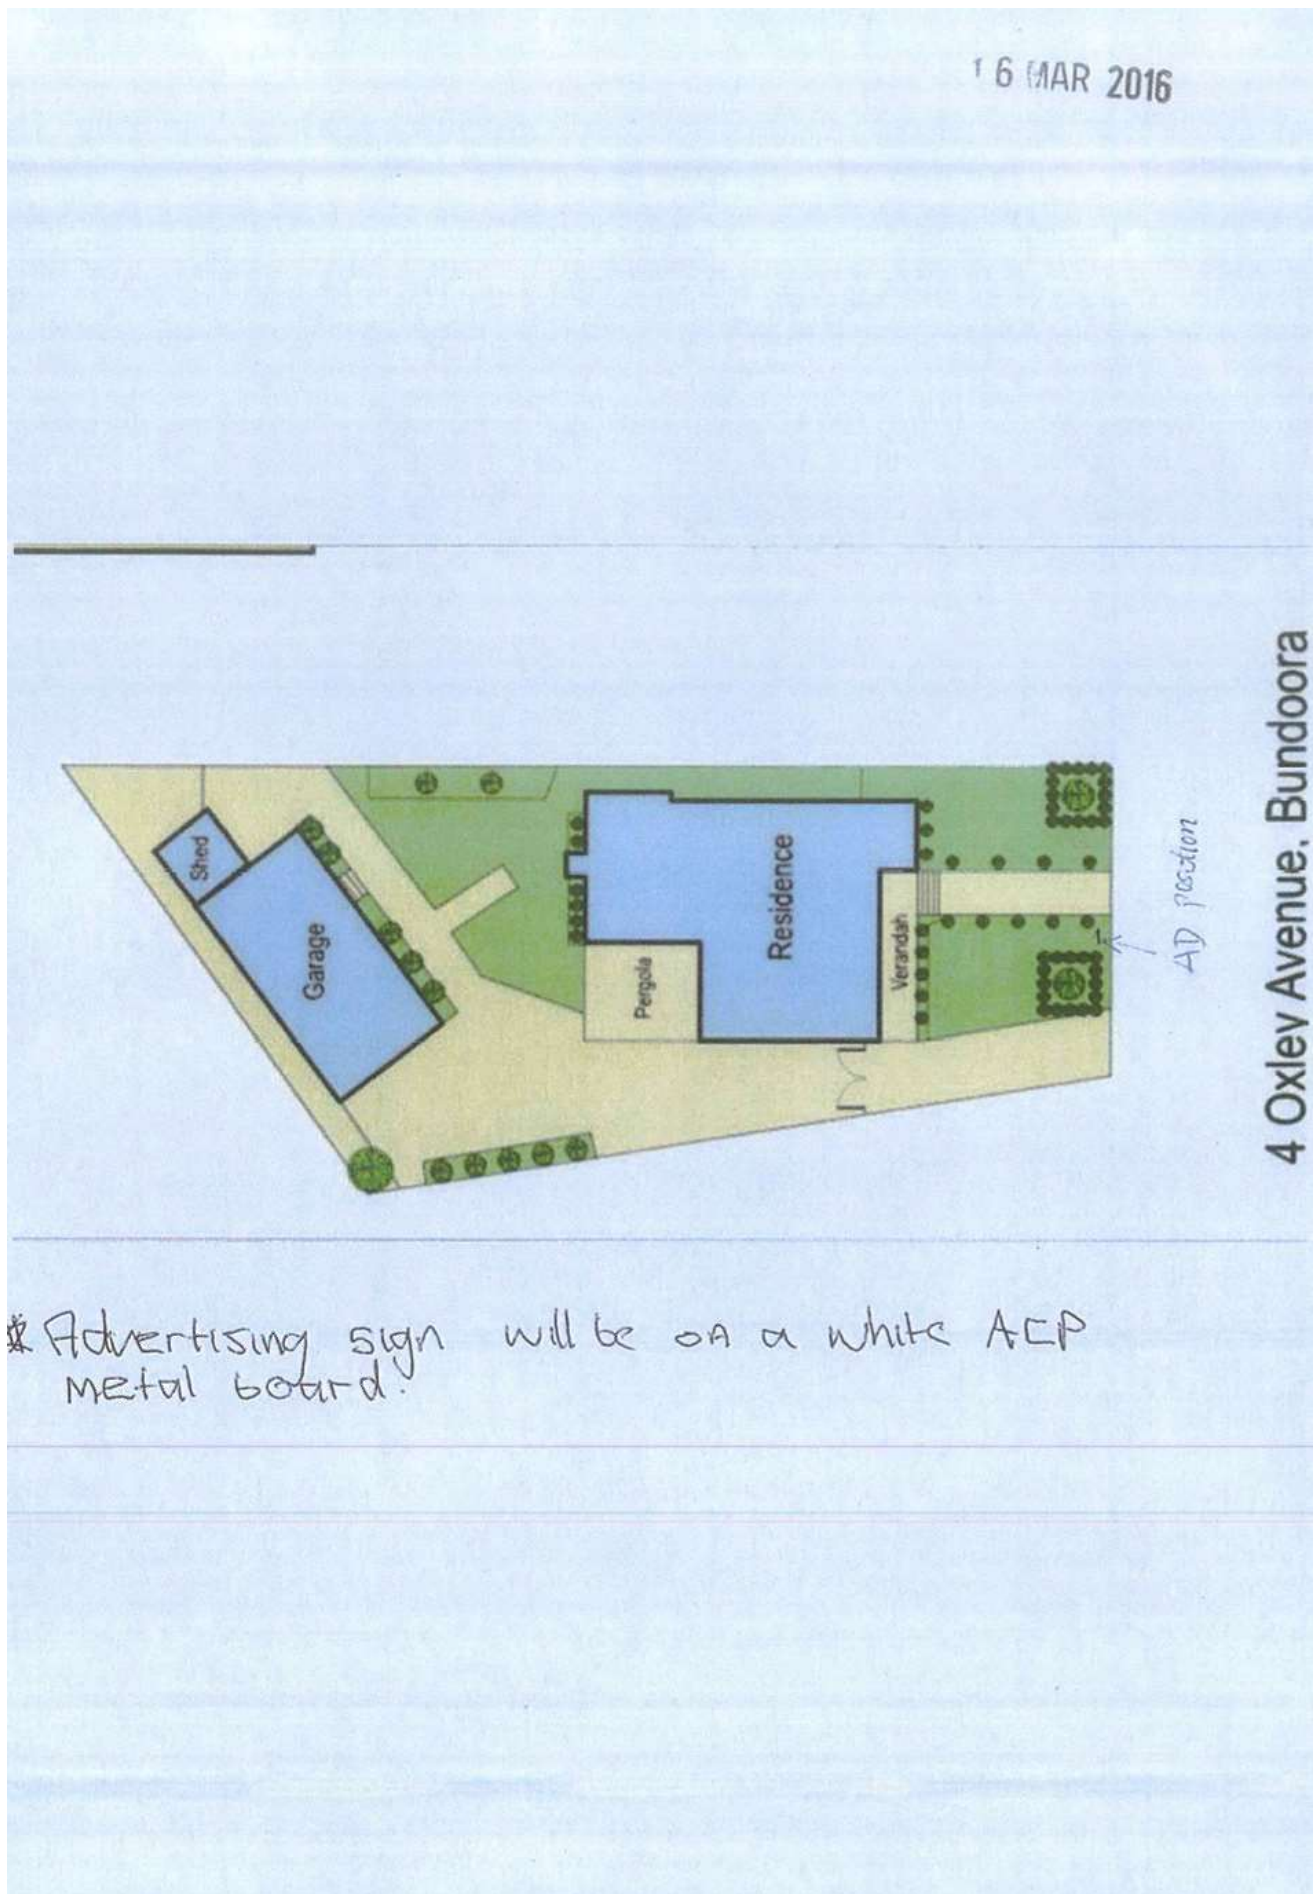 16 MAR 2016
Shed
Garage
Pergola
Residence
Verandah
AD position
4 Oxley Avenue, Bundoora
* Advertising sign will be on a white ACP
metal board.